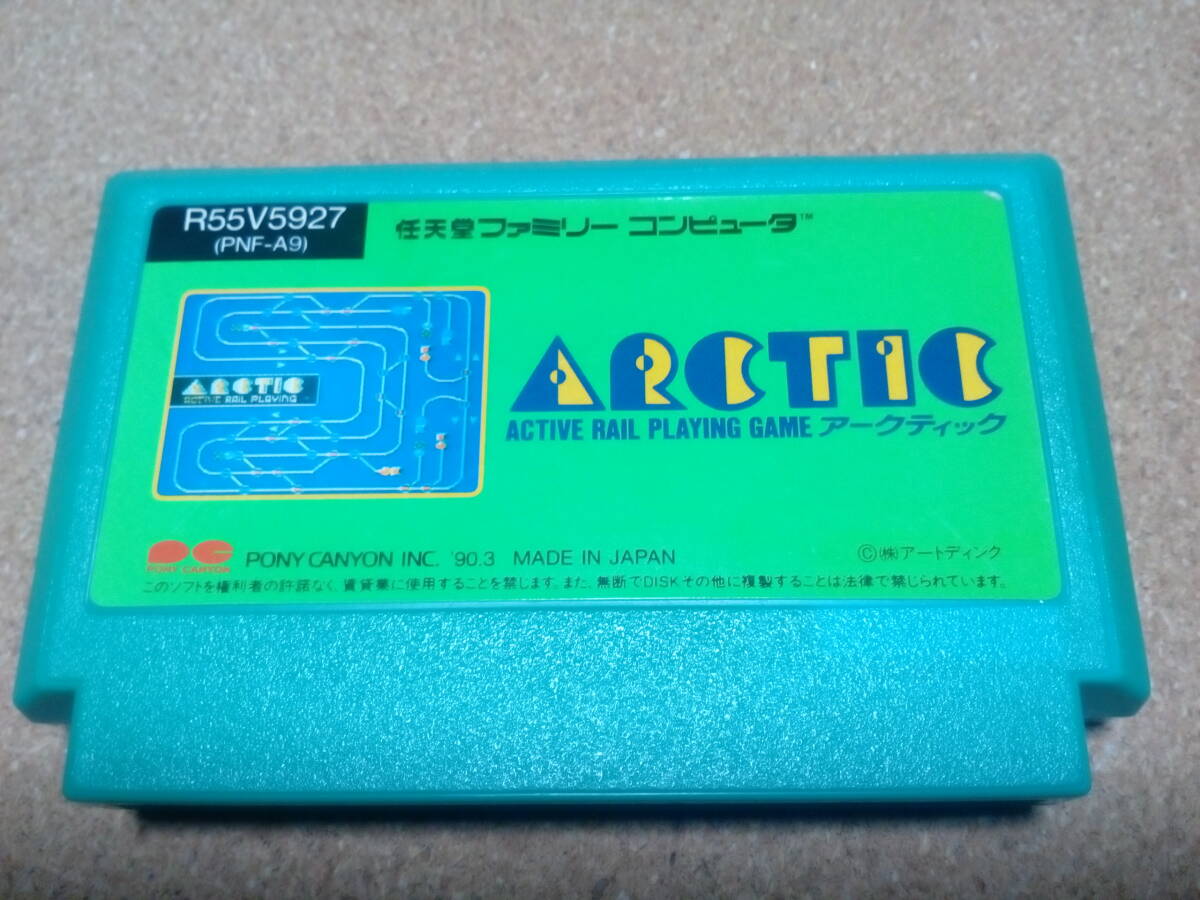 R55V5927
(PNF-A9)
任天堂ファミリー コンピュータ™
ARCTIC
ACTIVE RAIL PLAYING
ARCTIC
ACTIVE RAIL PLAYING GAME アークティック
PC
PONY CANYON
PONY CANYON INC. '90.3 MADE IN JAPAN
©(株)アートディンク
このソフトを権利者の許諾なく、賃貸業に使用することを禁じます。また、無断でDISKその他に複製することは法律で禁じられています。